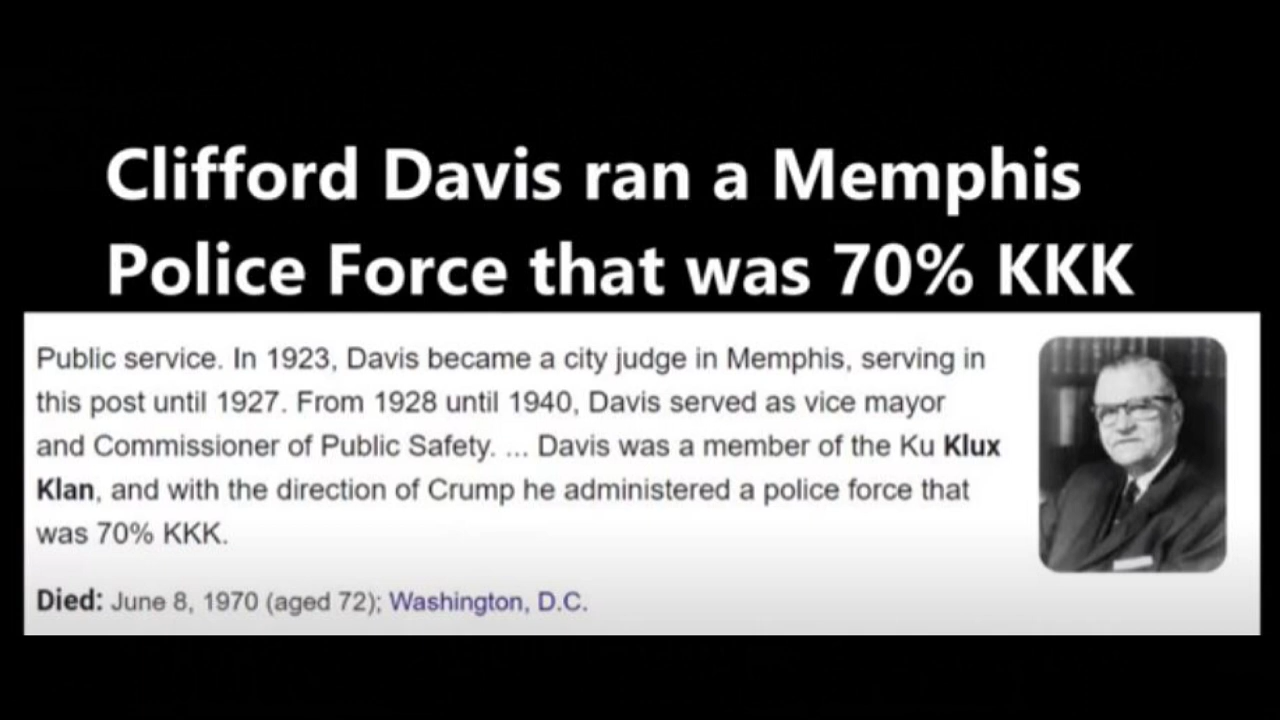 Clifford Davis ran a Memphis
Police Force that was 70% KKK
Public service. In 1923, Davis became a city judge in Memphis, serving in
this post until 1927. From 1928 until 1940, Davis served as vice mayor
and Commissioner of Public Safety. ... Davis was a member of the Ku Klux
Klan, and with the direction of Crump he administered a police force that
was 70% KKK.
Died: June 8, 1970 (aged 72); Washington, D.C.